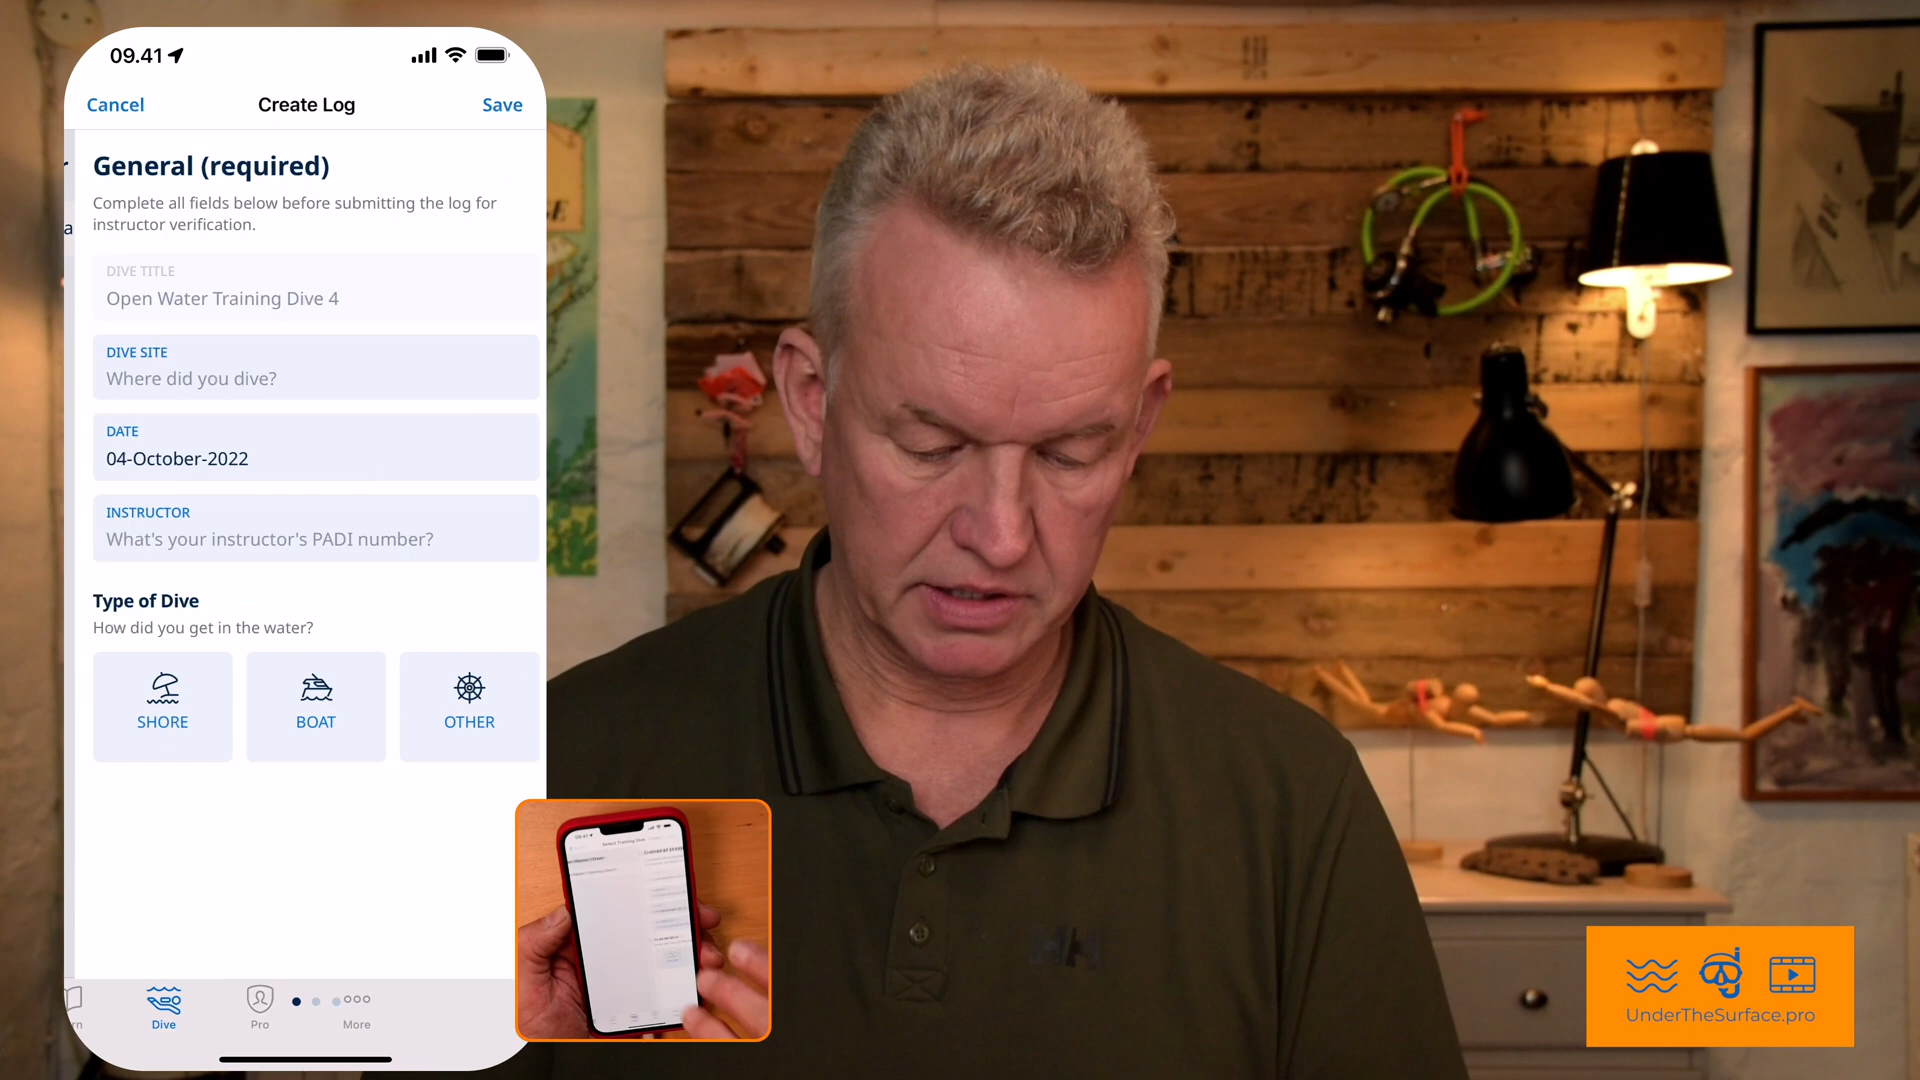 09.41
Cancel
Create Log
Save
General (required)
Complete all fields below before submitting the log for
instructor verification.
DIVE TITLE
Open Water Training Dive 4
DIVE SITE
Where did you dive?
DATE
04-October-2022
INSTRUCTOR
What's your instructor's PADI number?
Type of Dive
How did you get in the water?
SHORE
BOAT
OTHER
Dive
Pro
More
HH
UnderTheSurface.pro